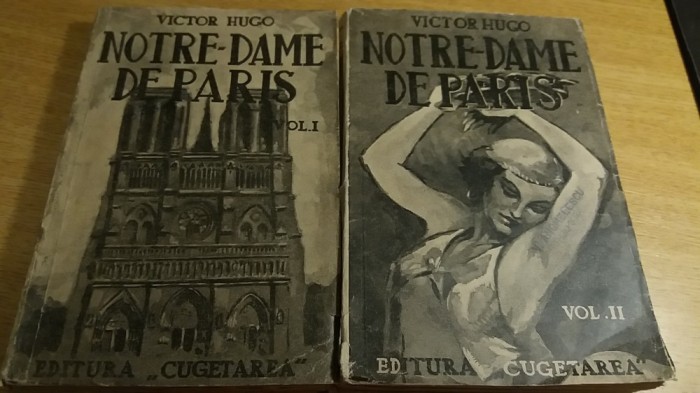 VICTOR HUGO
NOTRE-DAME
DE PARIS
VOL.I
EDITURA „CUGETAREA"
VICTOR HUGO
NOTRE-DAME
DE PARIS
VOL.II
EDITURA „CUGETAREA"